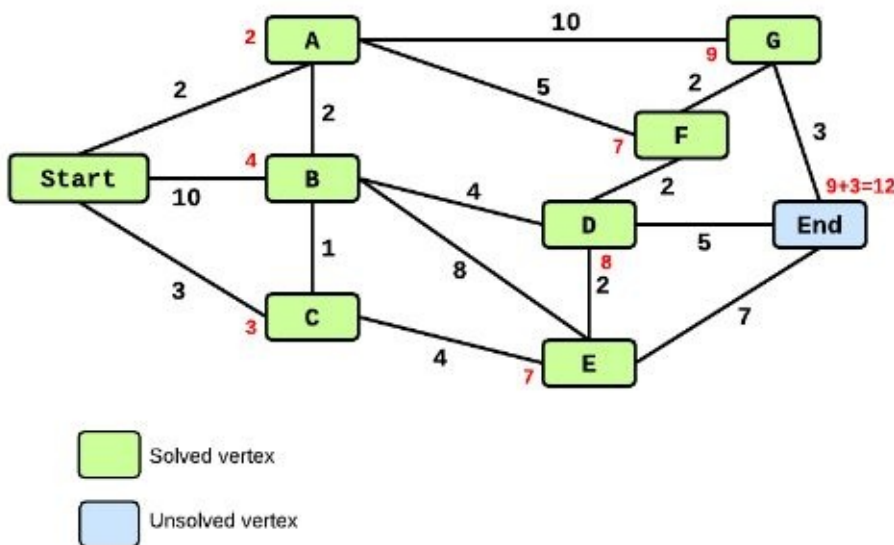 10
2 A G
9
5 2
2 2 F 3
7
4 2 9+3=12
Start B
10 4 D End
5
1 8 8
2
3
C 7
3 4
E
7
Solved vertex
Unsolved vertex